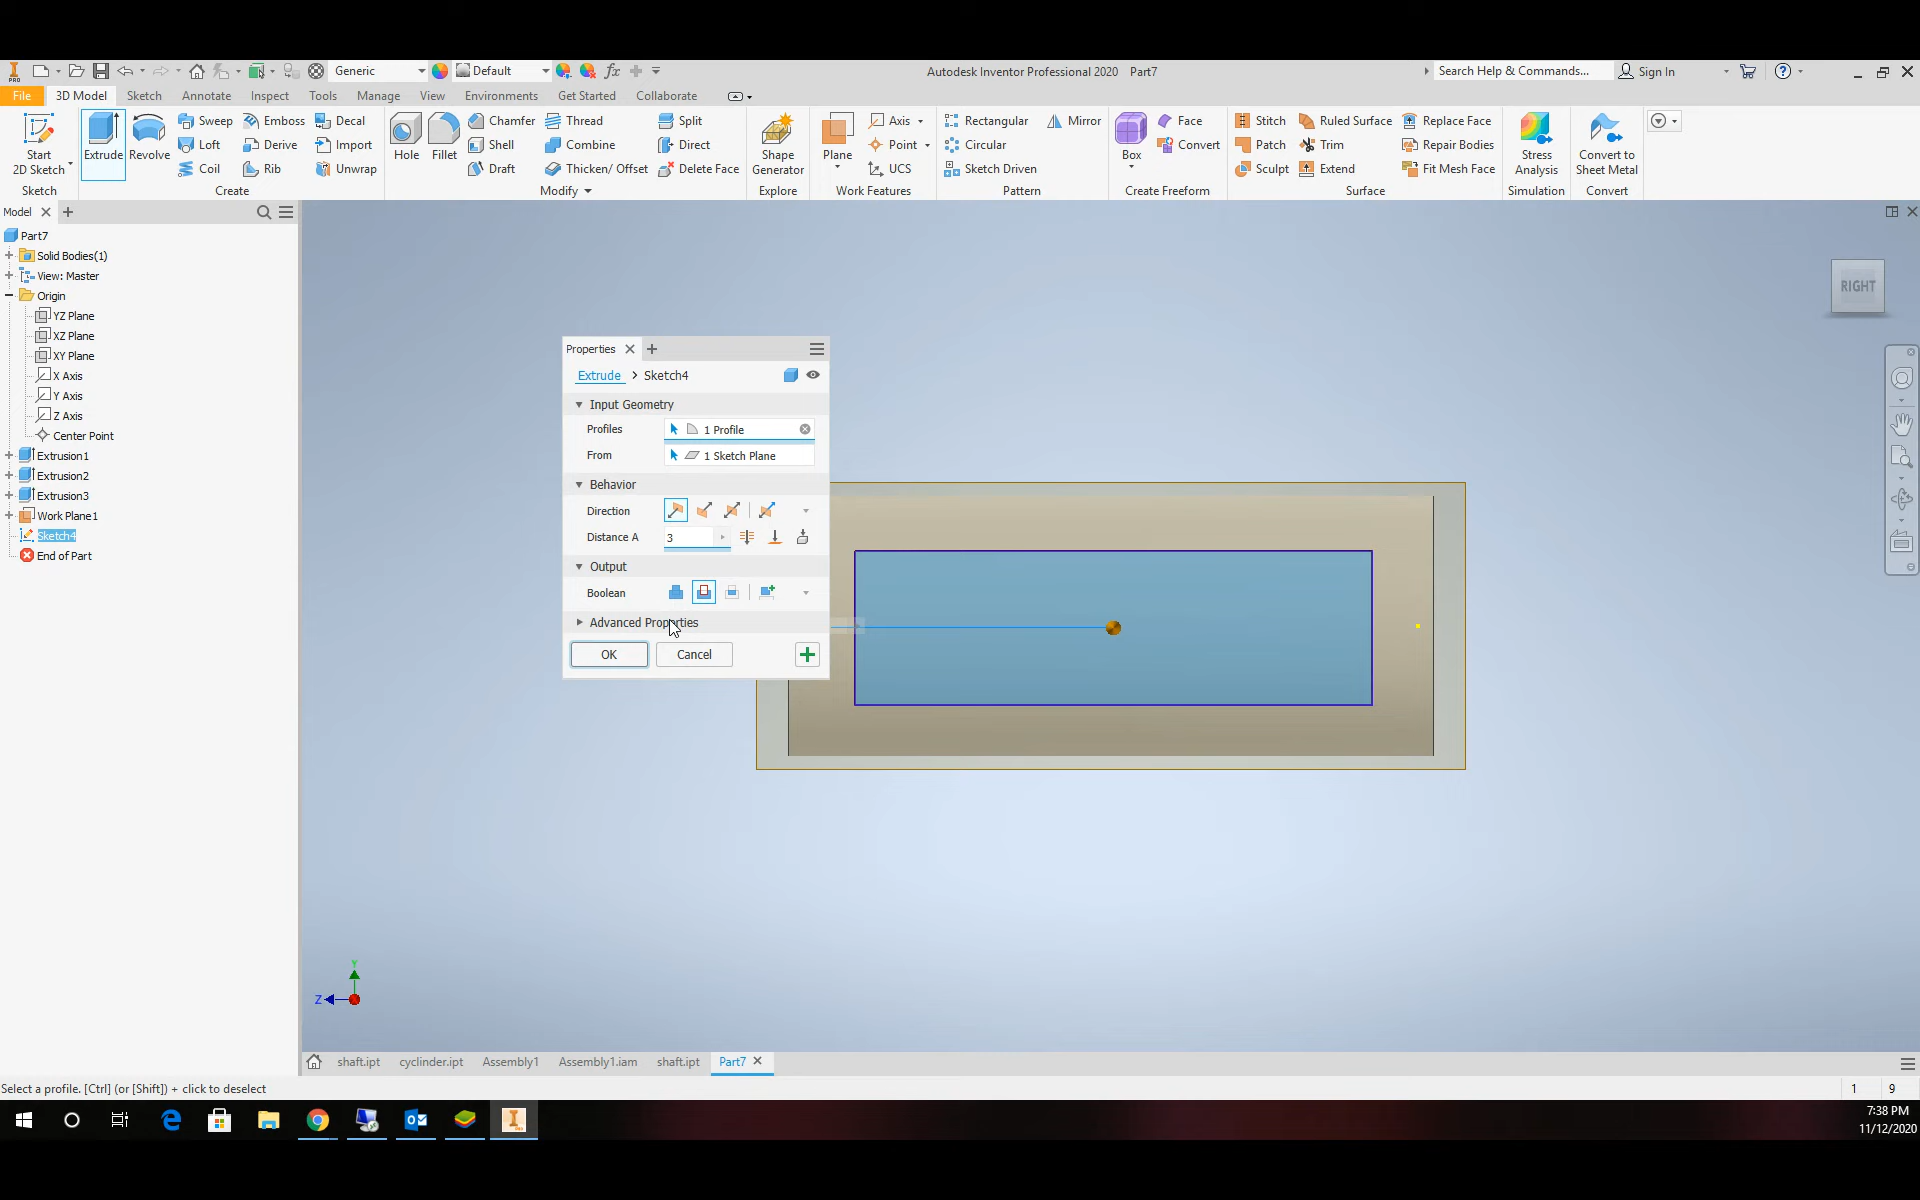 Generic
Default
Autodesk Inventor Professional 2020 Part7
Search Help & Commands...
Sign In
File 3D Model Sketch Annotate Inspect Tools Manage View Environments Get Started Collaborate
Start
2D Sketch
Sketch
Extrude
Revolve
Sweep
Loft
Coil
Emboss
Derive
Rib
Decal
Import
Unwrap
Create
Hole
Fillet
Chamfer
Shell
Draft
Thread
Combine
Thicken/ Offset
Split
Direct
Delete Face
Modify
Shape
Generator
Explore
Plane
Axis
Point
UCS
Work Features
Rectangular
Circular
Sketch Driven
Mirror
Pattern
Box
Face
Convert
Create Freeform
Stitch
Patch
Sculpt
Ruled Surface
Trim
Extend
Replace Face
Repair Bodies
Fit Mesh Face
Surface
Stress
Analysis
Simulation
Convert to
Sheet Metal
Convert
Model
Part7
Solid Bodies(1)
View: Master
Origin
YZ Plane
XZ Plane
XY Plane
X Axis
Y Axis
Z Axis
Center Point
Extrusion1
Extrusion2
Extrusion3
Work Plane1
Sketch4
End of Part
RIGHT
Properties
Extrude > Sketch4
Input Geometry
Profiles 1 Profile
From 1 Sketch Plane
Behavior
Direction
Distance A 3
Output
Boolean
Advanced Properties
OK Cancel
Y
Z
shaft.ipt cyclinder.ipt Assembly1 Assembly1.iam shaft.ipt Part7
Select a profile. [Ctrl] (or [Shift]) + click to deselect
1 9
7:38 PM
11/12/2020